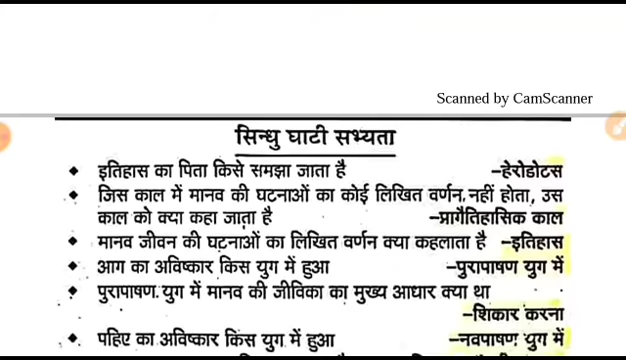 Scanned by CamScanner
सिन्धु घाटी सभ्यता
◆ इतिहास का पिता किसे समझा जाता है –हेरोडोटस
◆ जिस काल में मानव की घटनाओं का कोई लिखित वर्णन नहीं होता, उस
काल को क्या कहा जाता है –प्रागैतिहासिक काल
◆ मानव जीवन की घटनाओं का लिखित वर्णन क्या कहलाता है –इतिहास
◆ आग का अविष्कार किस युग में हुआ –पुरापाषण युग में
◆ पुरापाषण युग में मानव की जीविका का मुख्य आधार क्या था
–शिकार करना
◆ पहिए का अविष्कार किस युग में हुआ –नवपाषण युग में